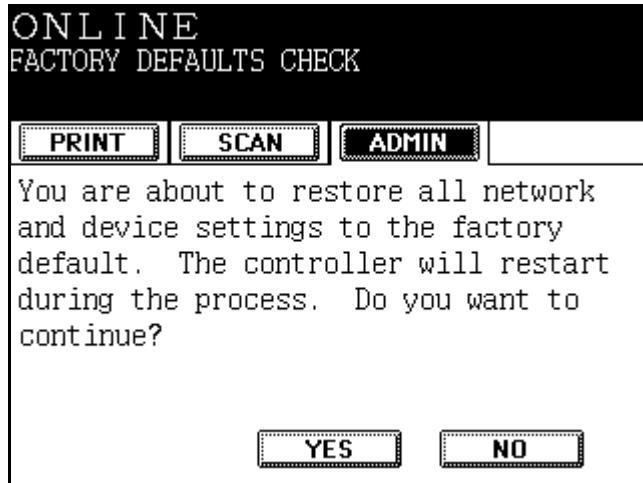 ONLINE
FACTORY DEFAULTS CHECK
PRINT SCAN ADMIN
You are about to restore all network
and device settings to the factory
default. The controller will restart
during the process. Do you want to
continue?
YES NO